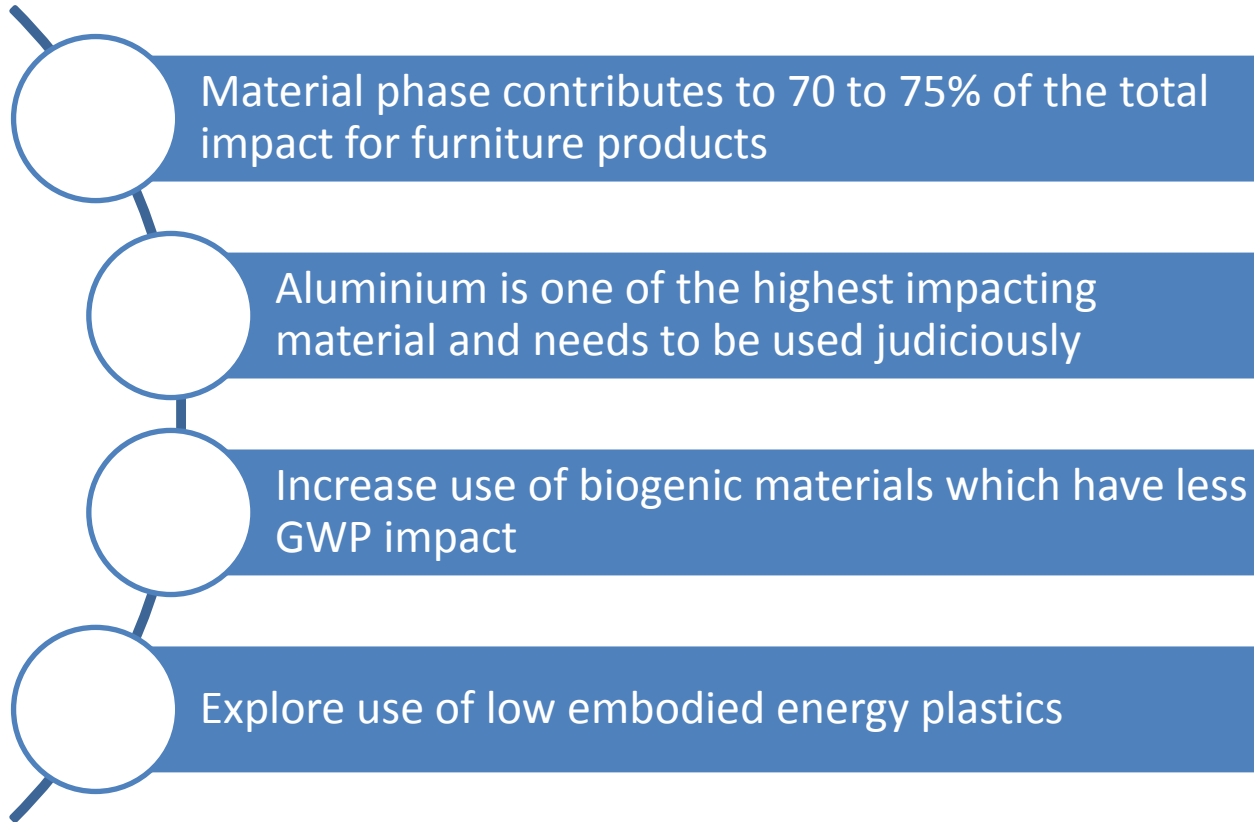 Material phase contributes to 70 to 75% of the total
impact for furniture products
Aluminium is one of the highest impacting
material and needs to be used judiciously
Increase use of biogenic materials which have less
GWP impact
Explore use of low embodied energy plastics